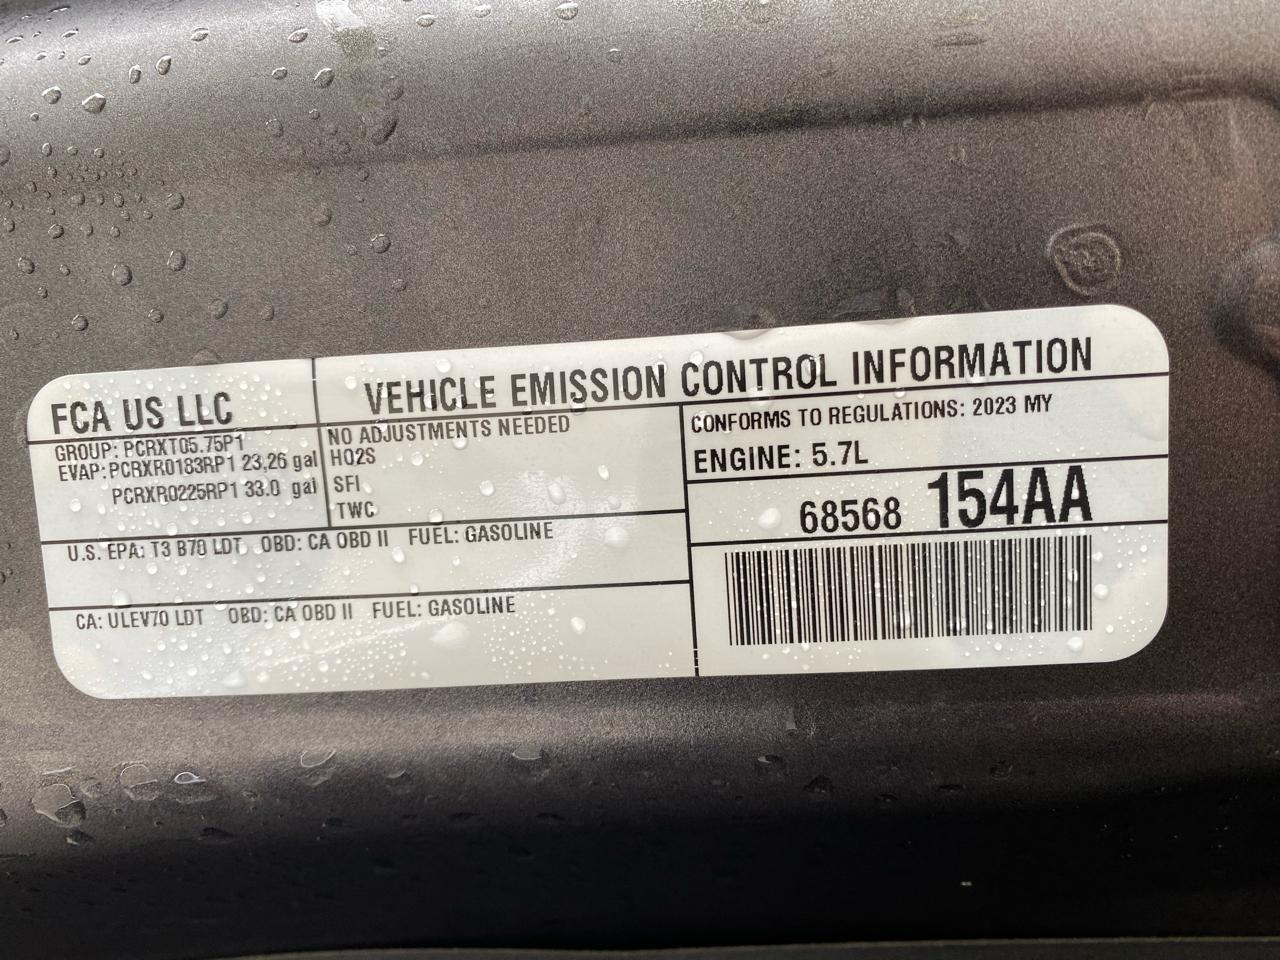 FCA US LLC
VEHICLE EMISSION CONTROL INFORMATION
GROUP: PCRXT05.75P1
EVAP: PCRXR0183RP1 23,26 gal
PCRXR0225RP1 33.0 gal
NO ADJUSTMENTS NEEDED
HO2S
SFI
TWC
CONFORMS TO REGULATIONS: 2023 MY
ENGINE: 5.7L
68568 154AA
U.S. EPA: T3 B70 LDT OBD: CA OBD II FUEL: GASOLINE
CA: ULEV70 LDT OBD: CA OBD II FUEL: GASOLINE